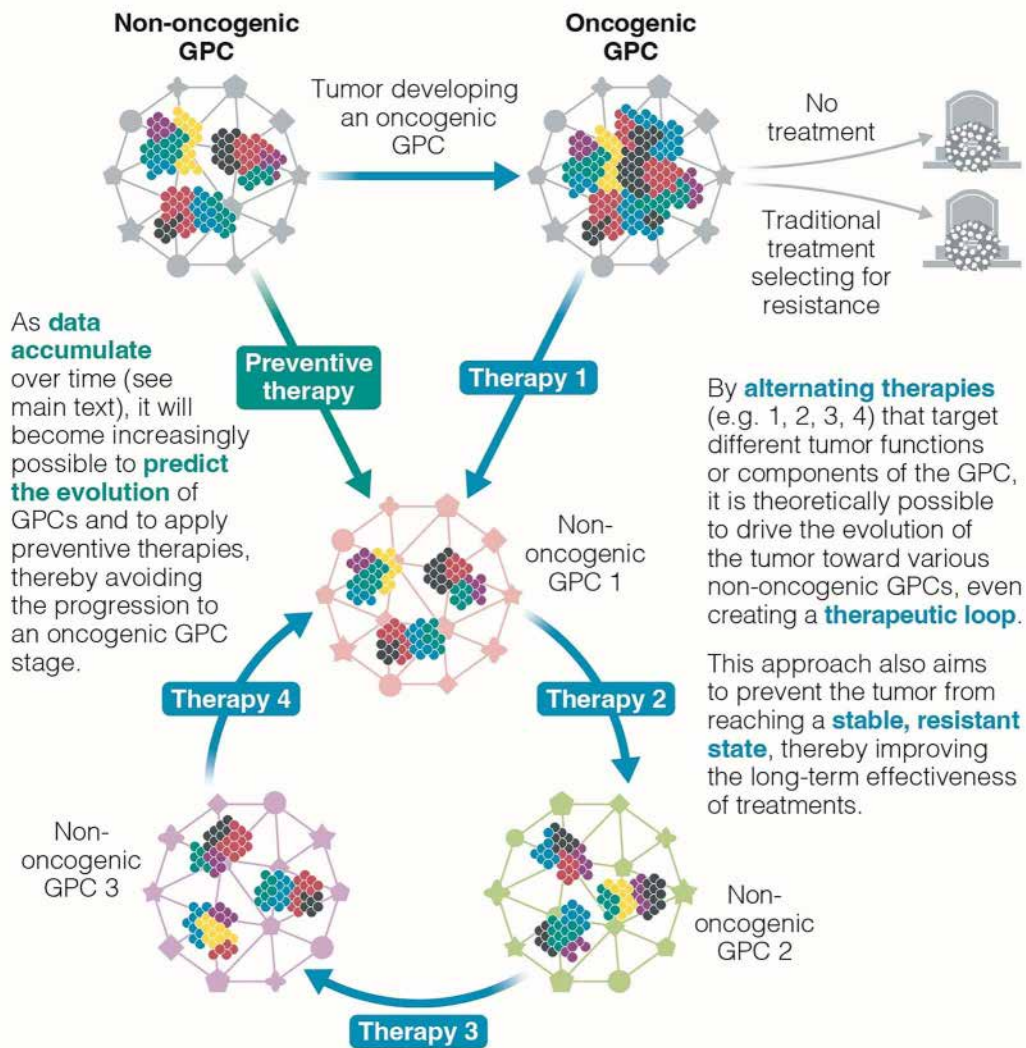 Non-oncogenic
GPC
Tumor developing
an oncogenic
GPC
Oncogenic
GPC
No
treatment
Traditional
treatment
selecting for
resistance
As data
accumulate
over time (see
main text), it will
become increasingly
possible to predict
the evolution of
GPCs and to apply
preventive therapies,
thereby avoiding
the progression to
an oncogenic GPC
stage.
Preventive
therapy
Therapy 1
By alternating therapies
(e.g. 1, 2, 3, 4) that target
different tumor functions
or components of the GPC,
it is theoretically possible
to drive the evolution of
the tumor toward various
non-oncogenic GPCs, even
creating a therapeutic loop.
This approach also aims
to prevent the tumor from
reaching a stable, resistant
state, thereby improving
the long-term effectiveness
of treatments.
Non-
oncogenic
GPC 1
Therapy 4
Therapy 2
Non-
oncogenic
GPC 3
Non-
oncogenic
GPC 2
Therapy 3